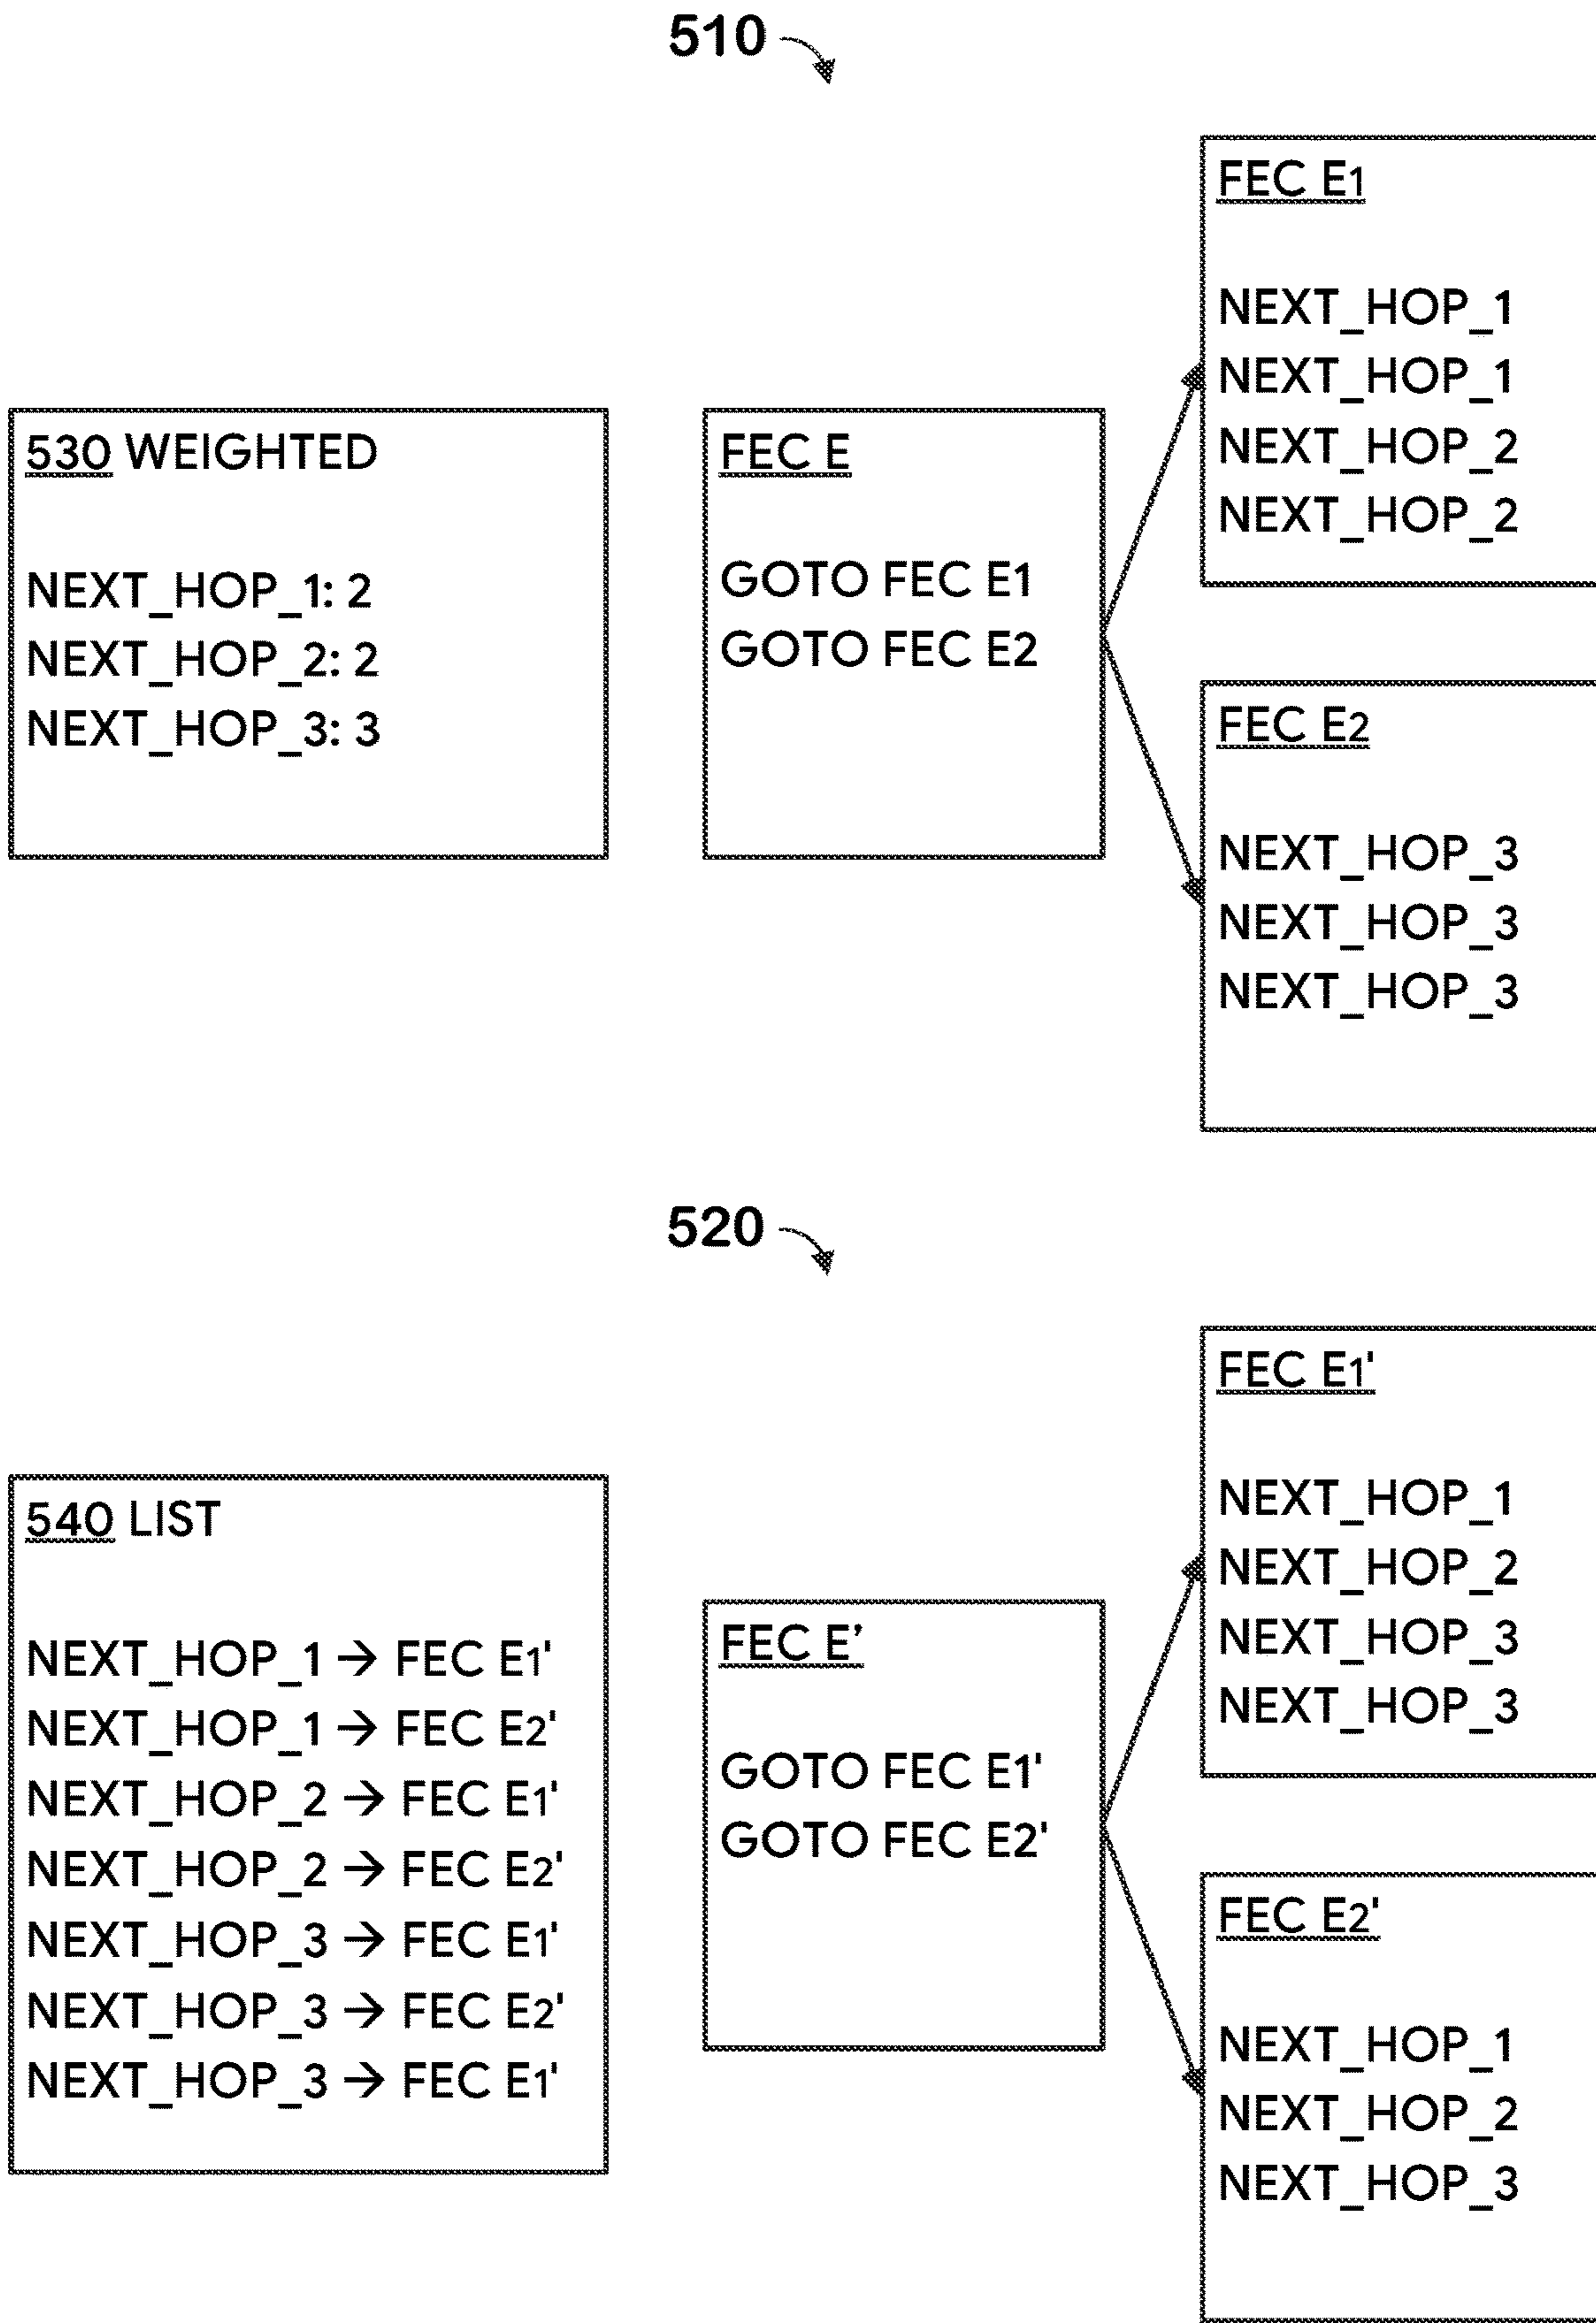 510
530 WEIGHTED
NEXT_HOP_1: 2
NEXT_HOP_2: 2
NEXT_HOP_3: 3
FEC E
GOTO FEC E1
GOTO FEC E2
FEC E1
NEXT_HOP_1
NEXT_HOP_1
NEXT_HOP_2
NEXT_HOP_2
FEC E2
NEXT_HOP_3
NEXT_HOP_3
NEXT_HOP_3
520
540 LIST
NEXT_HOP_1 → FEC E1'
NEXT_HOP_1 → FEC E2'
NEXT_HOP_2 → FEC E1'
NEXT_HOP_2 → FEC E2'
NEXT_HOP_3 → FEC E1'
NEXT_HOP_3 → FEC E2'
NEXT_HOP_3 → FEC E1'
FEC E’
GOTO FEC E1'
GOTO FEC E2'
FEC E1'
NEXT_HOP_1
NEXT_HOP_2
NEXT_HOP_3
NEXT_HOP_3
FEC E2'
NEXT_HOP_1
NEXT_HOP_2
NEXT_HOP_3